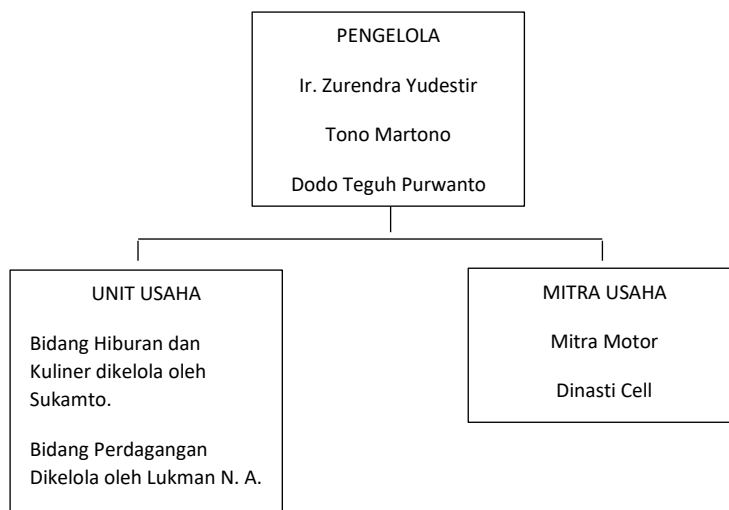 PENGELOLA
Ir. Zurendra Yudestir
Tono Martono
Dodo Teguh Purwanto
UNIT USAHA
Bidang Hiburan dan
Kuliner dikelola oleh
Sukamto.
Bidang Perdagangan
Dikelola oleh Lukman N. A.
MITRA USAHA
Mitra Motor
Dinasti Cell